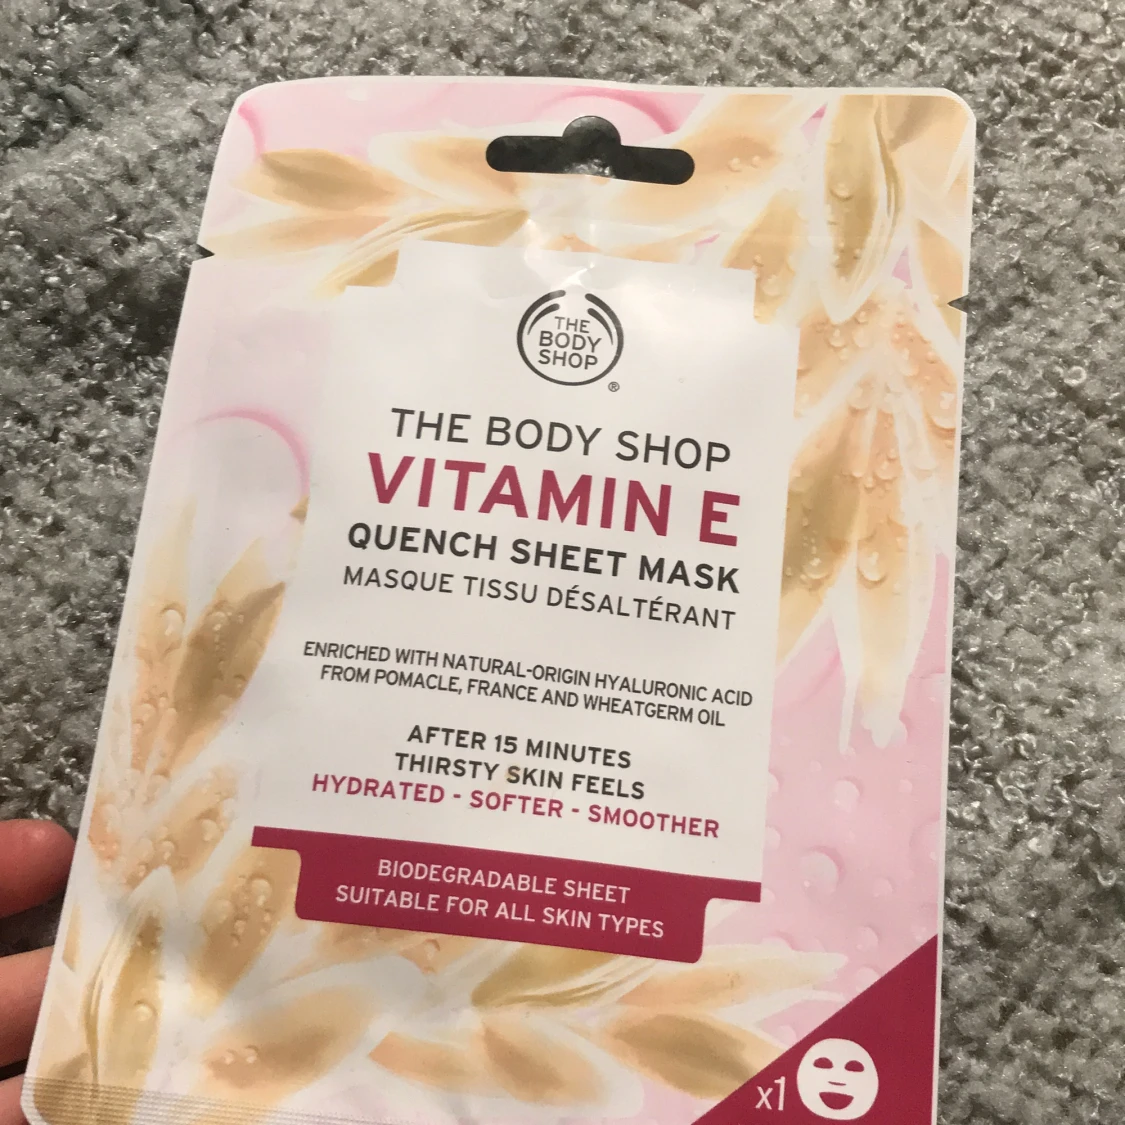 THE
BODY
SHOP
®
THE BODY SHOP
VITAMIN E
QUENCH SHEET MASK
MASQUE TISSU DÉSALTÉRANT
ENRICHED WITH NATURAL-ORIGIN HYALURONIC ACID
FROM POMACLE, FRANCE AND WHEATGERM OIL
AFTER 15 MINUTES
THIRSTY SKIN FEELS
HYDRATED - SOFTER - SMOOTHER
BIODEGRADABLE SHEET
SUITABLE FOR ALL SKIN TYPES
x1